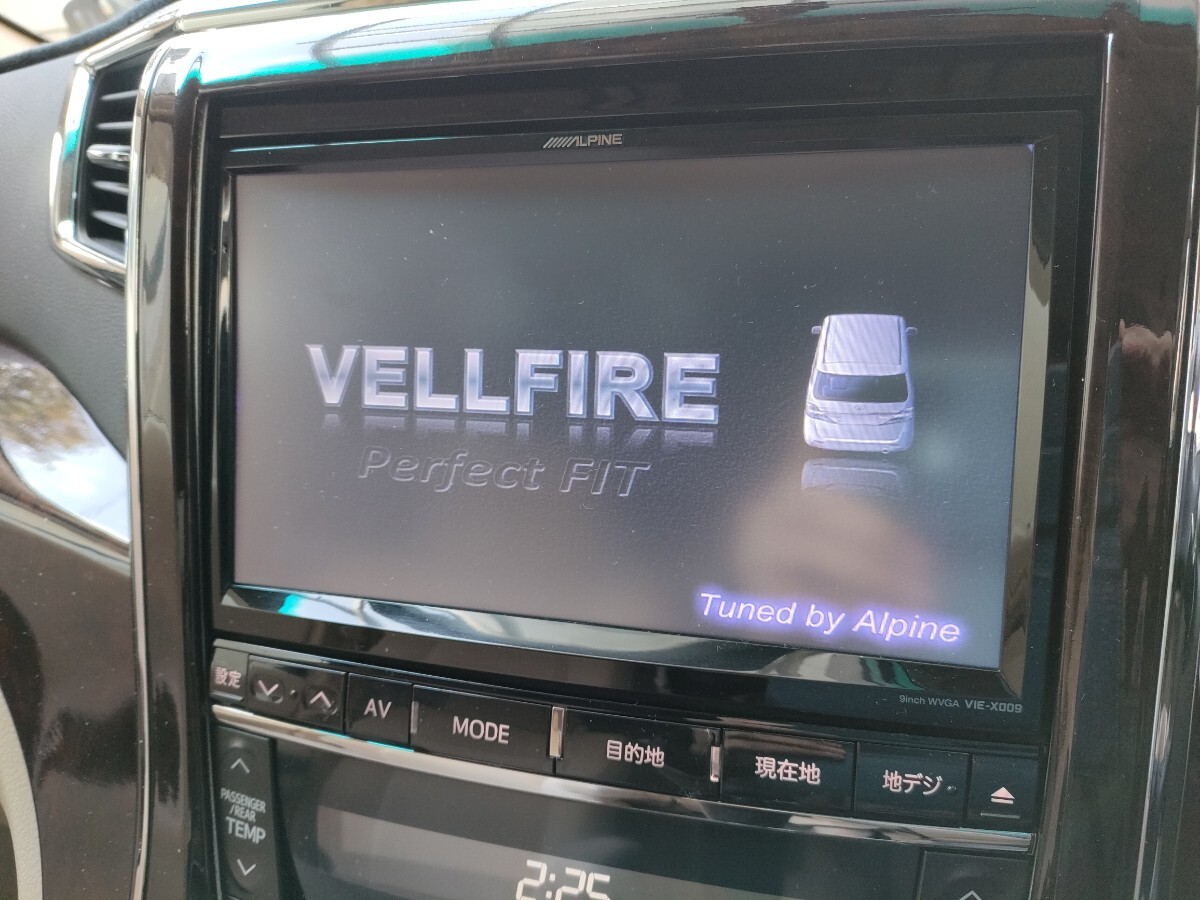 ALPINE
VELLFIRE
Perfect FIT
Tuned by Alpine
9inch WVGA VIE-X009
設定 AV MODE 目的地 現在地 地デジ
PASSENGER
/REAR
TEMP
2:25